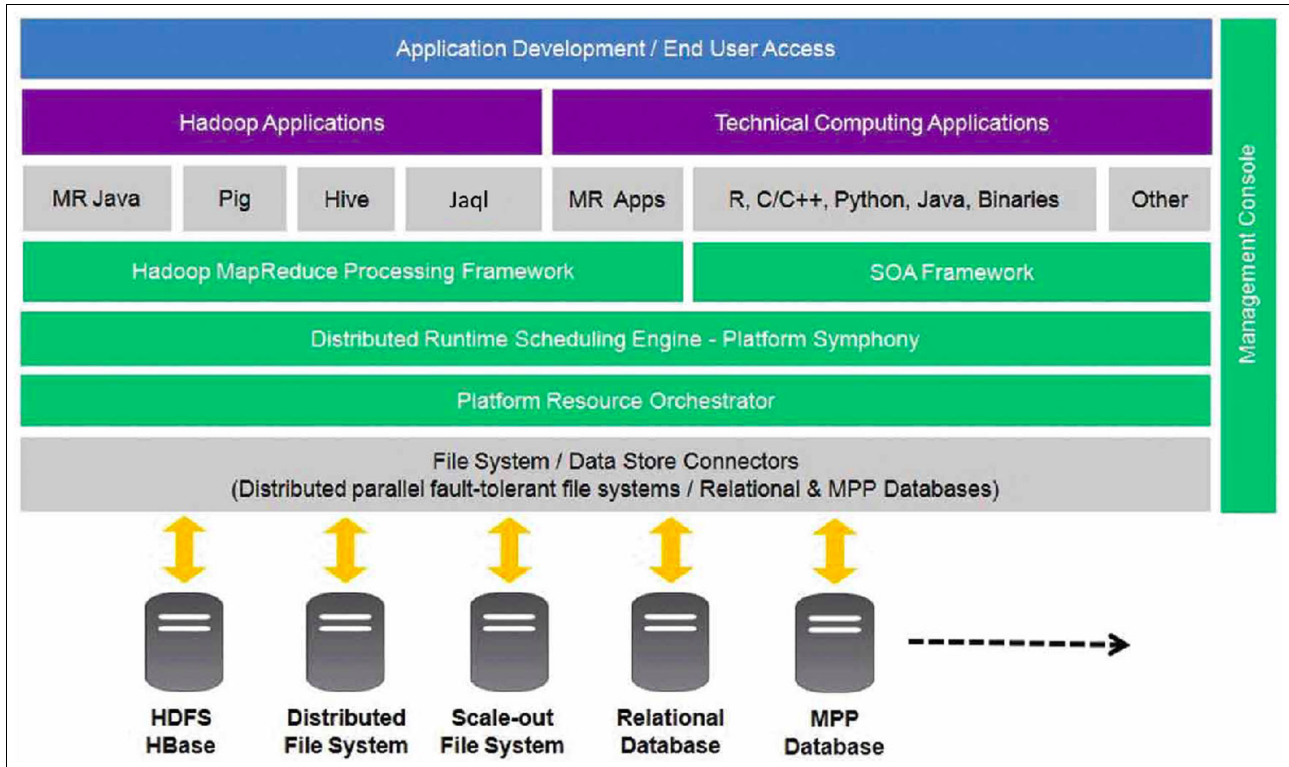 Application Development / End User Access
Hadoop Applications
Technical Computing Applications
MR Java
Pig
Hive
Jaql
MR Apps
R, C/C++, Python, Java, Binaries
Other
Hadoop MapReduce Processing Framework
SOA Framework
Distributed Runtime Scheduling Engine - Platform Symphony
Platform Resource Orchestrator
File System / Data Store Connectors
(Distributed parallel fault-tolerant file systems / Relational & MPP Databases)
Management Console
HDFS
HBase
Distributed
File System
Scale-out
File System
Relational
Database
MPP
Database